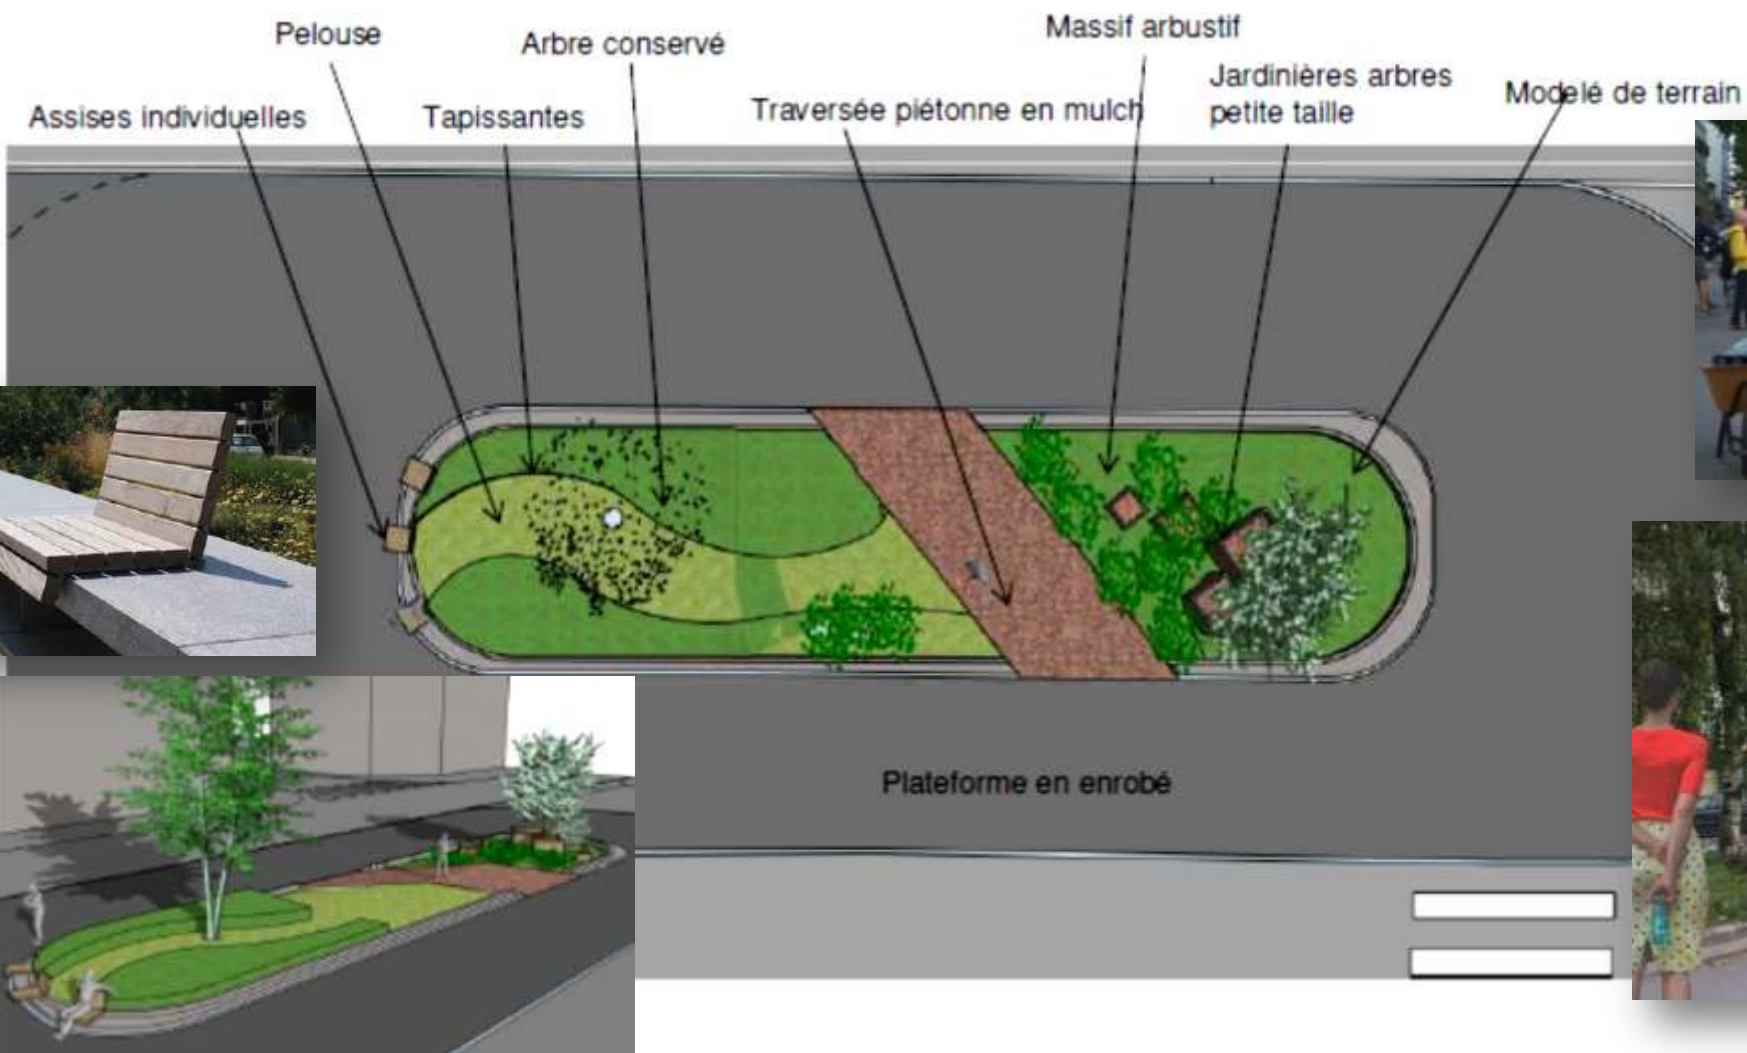 Pelouse
Arbre conservé
Massif arbustif
Assises individuelles
Tapissantes
Traversée piétonne en mulch
Jardinières arbres
petite taille
Modelé de terrain
Plateforme en enrobé